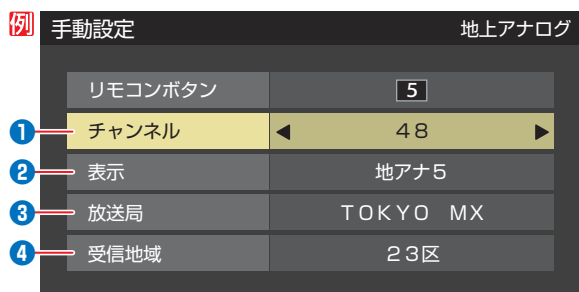 例 手動設定 地上アナログ
リモコンボタン 5
1 チャンネル ◀ 48 ▶
2 表示 地アナ5
3 放送局 TOKYO MX
4 受信地域 23区